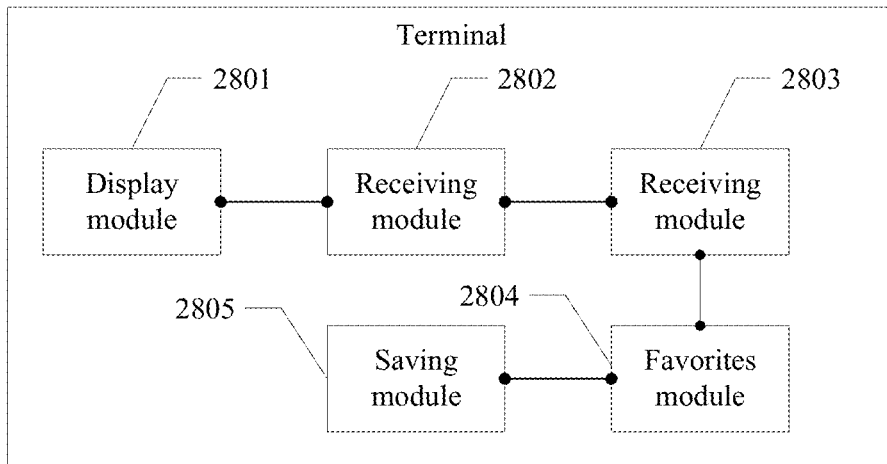 Terminal
2801
2802
2803
Display
module
Receiving
module
Receiving
module
2805
2804
Saving
module
Favorites
module